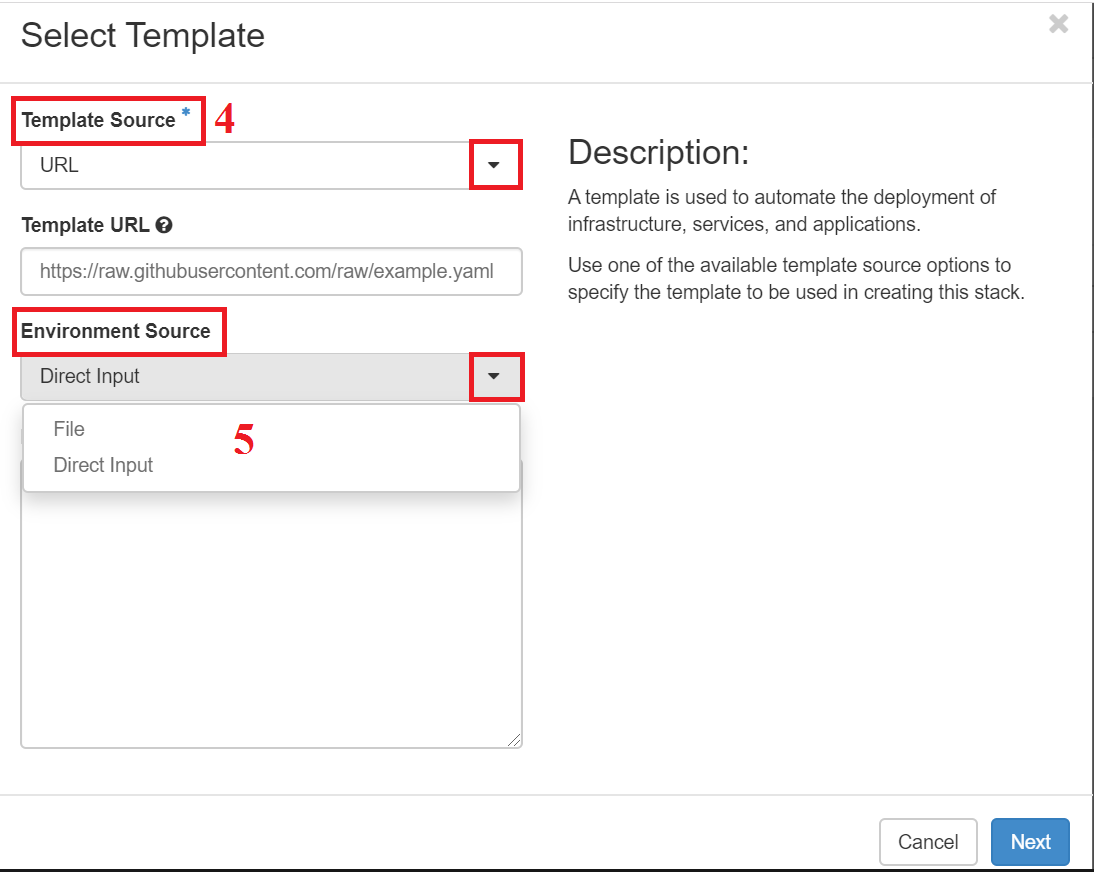 Select Template
×
Template Source * 4
URL
Template URL ?
https://raw.githubusercontent.com/raw/example.yaml
Environment Source
Direct Input
File
Direct Input
5
Description:
A template is used to automate the deployment of
infrastructure, services, and applications.
Use one of the available template source options to
specify the template to be used in creating this stack.
Cancel
Next